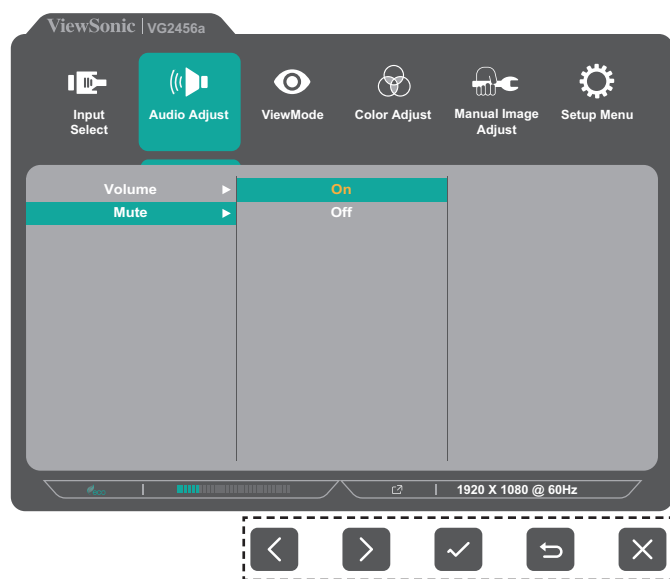 ViewSonic | VG2456a
Input Select
Audio Adjust
ViewMode
Color Adjust
Manual Image Adjust
Setup Menu
Volume
On
Mute
Off
eco
1920 X 1080 @ 60Hz